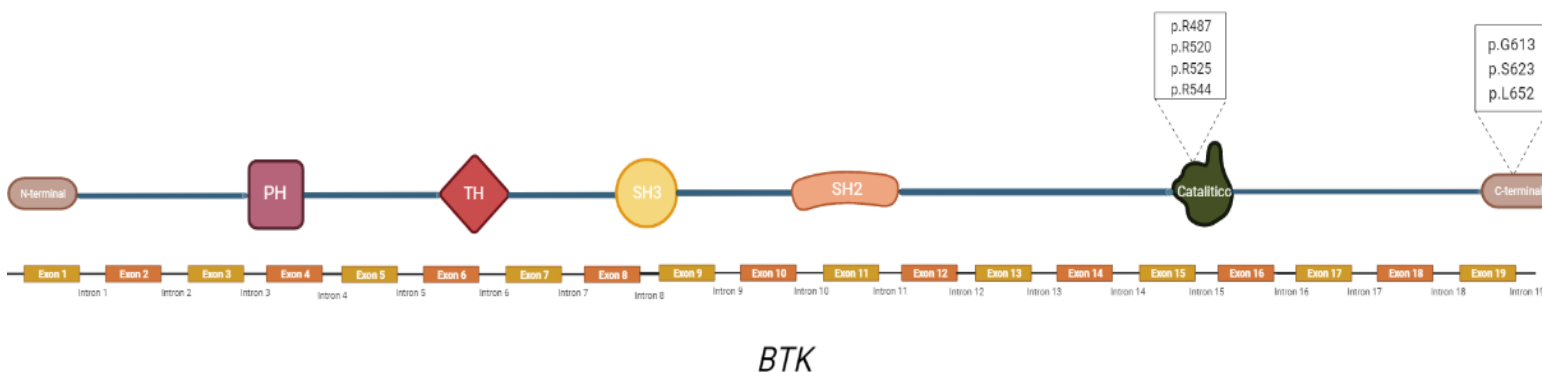 p.R487
p.R520
p.R525
p.R544
p.G613
p.S623
p.L652
N-terminal
PH
TH
SH3
SH2
Catalitico
C-terminal
Exon 1
Exon 2
Exon 3
Exon 4
Exon 5
Exon 6
Exon 7
Exon 8
Exon 9
Exon 10
Exon 11
Exon 12
Exon 13
Exon 14
Exon 15
Exon 16
Exon 17
Exon 18
Exon 19
Intron 1
Intron 2
Intron 3
Intron 4
Intron 5
Intron 6
Intron 7
Intron 8
Intron 9
Intron 10
Intron 11
Intron 12
Intron 13
Intron 14
Intron 15
Intron 16
Intron 17
Intron 18
Intron 19
BTK